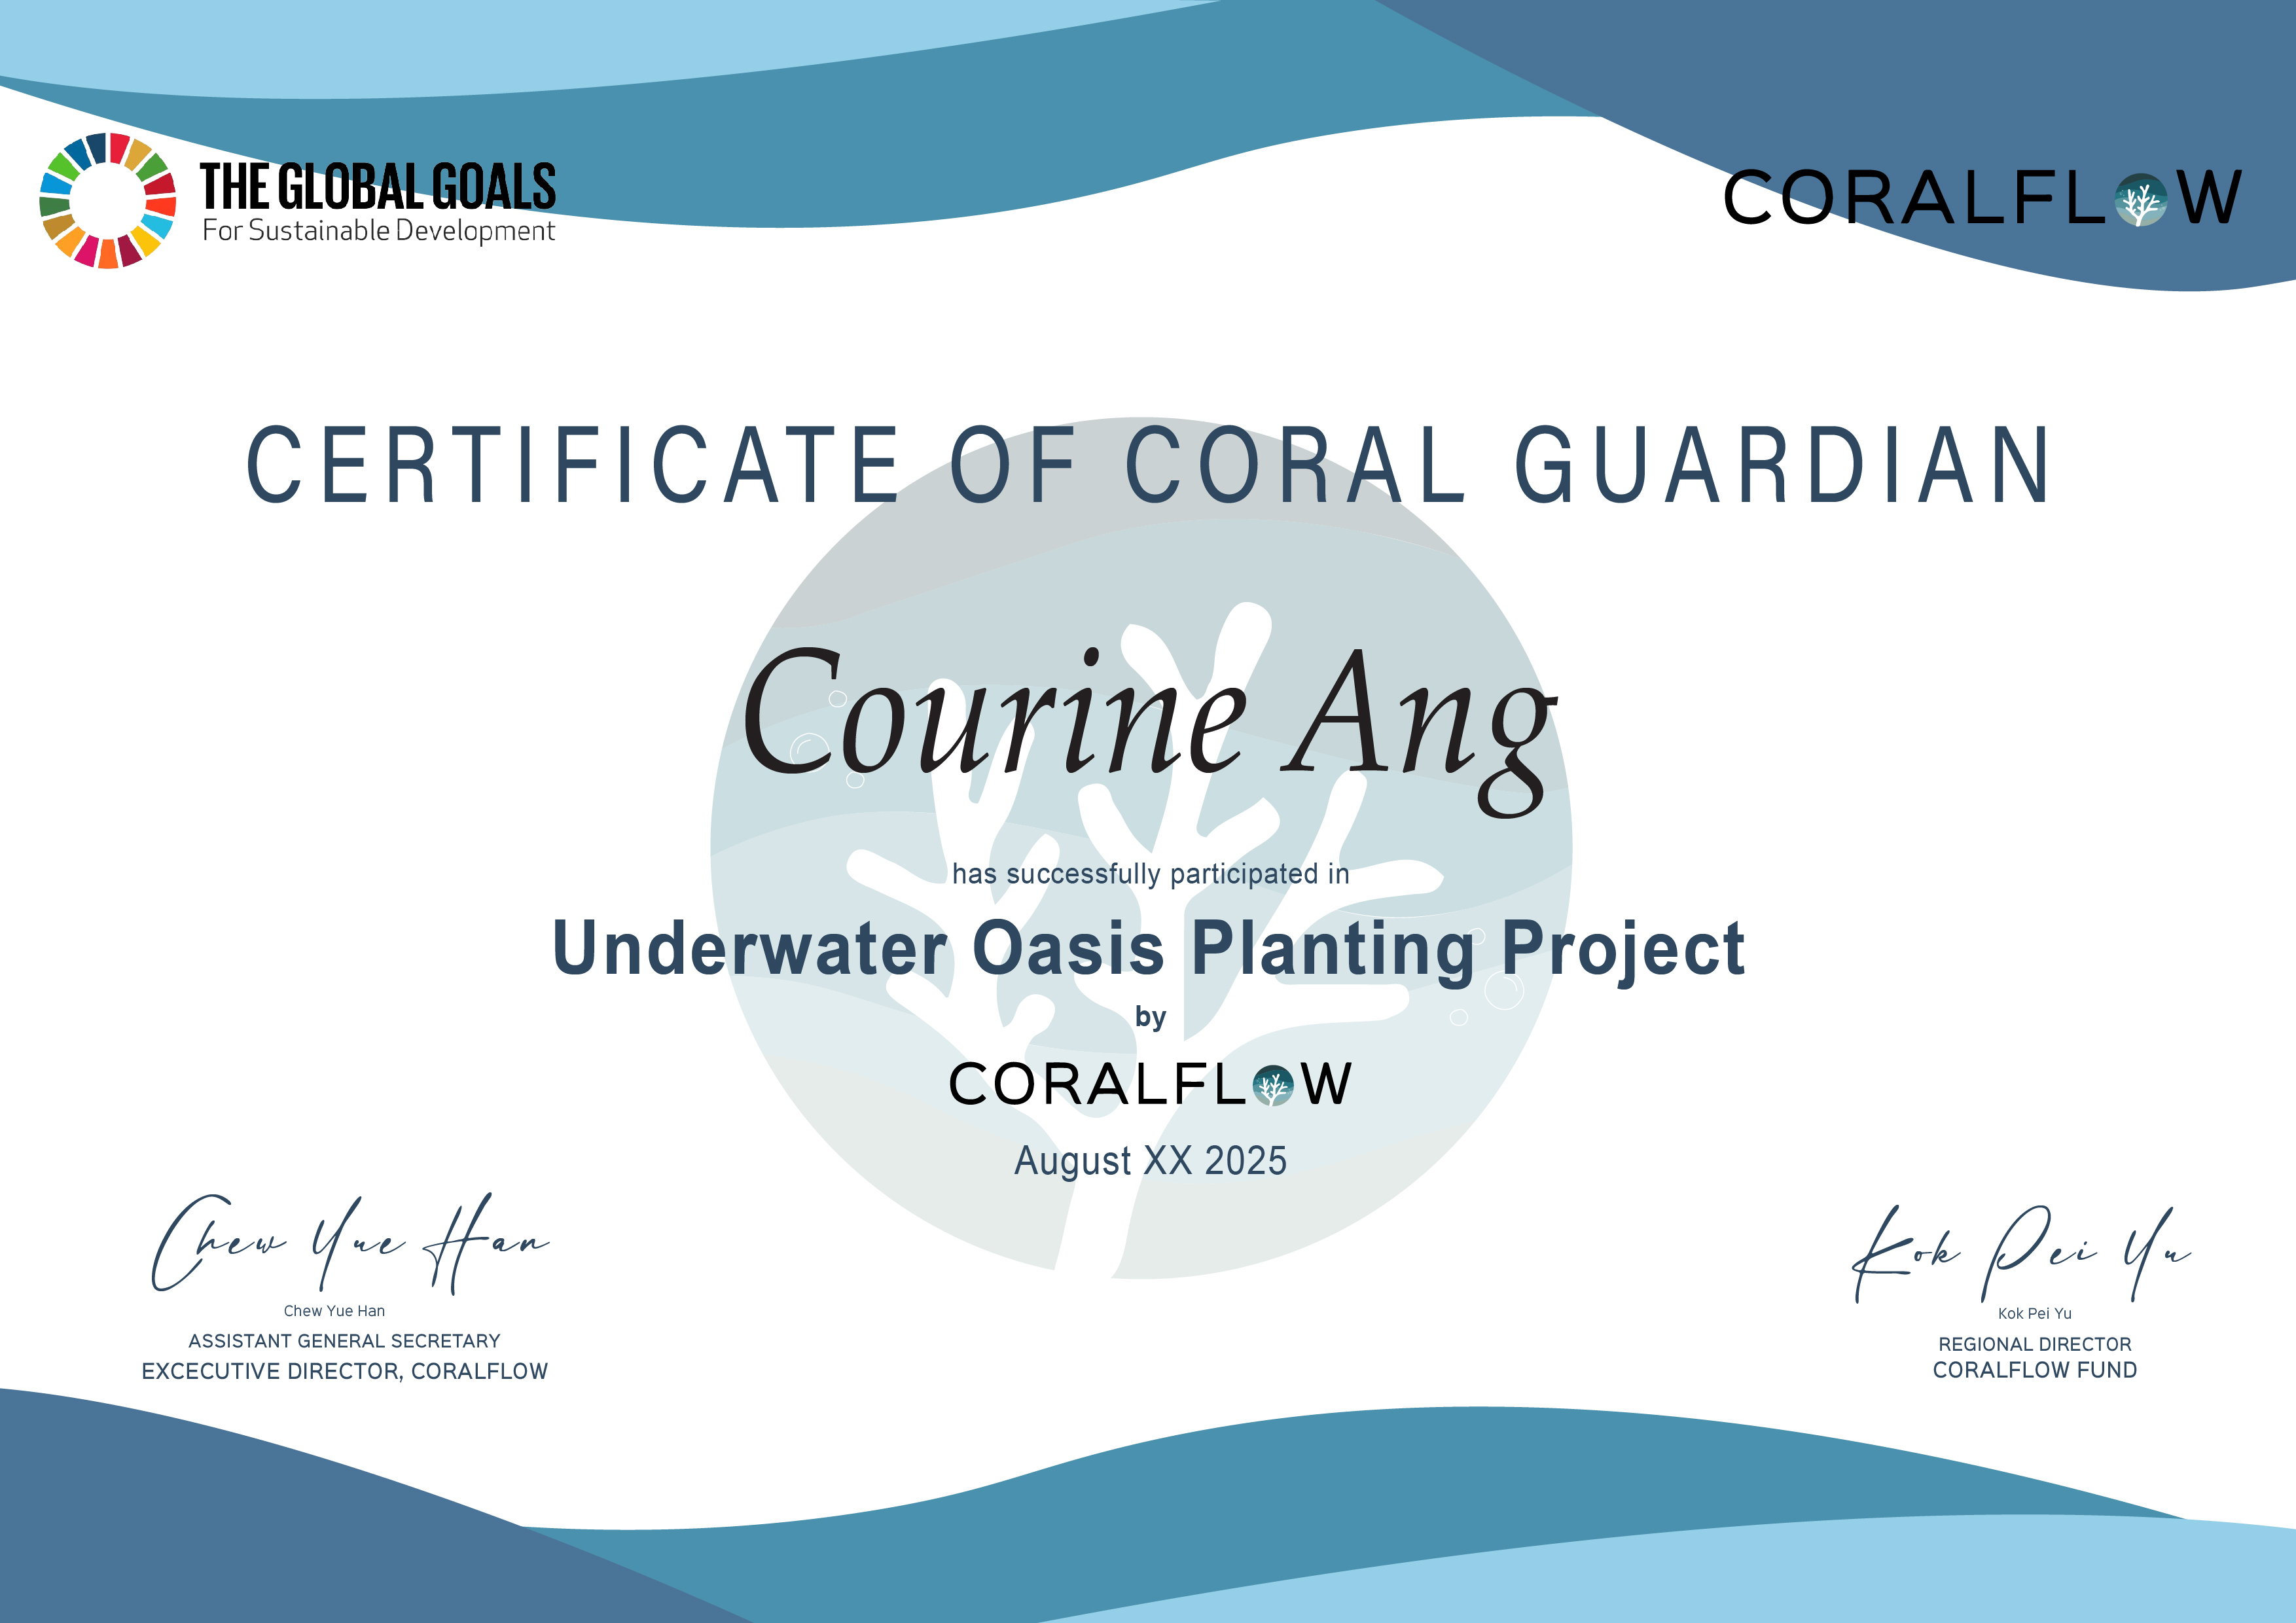 THE GLOBAL GOALS
For Sustainable Development
CORALFLOW
CERTIFICATE OF CORAL GUARDIAN
Courine Ang
has successfully participated in
Underwater Oasis Planting Project
by
CORALFLOW
August XX 2025
Chew Yue Han
Chew Yue Han
ASSISTANT GENERAL SECRETARY
EXCECUTIVE DIRECTOR, CORALFLOW
Kok Pei Yu
Kok Pei Yu
REGIONAL DIRECTOR
CORALFLOW FUND